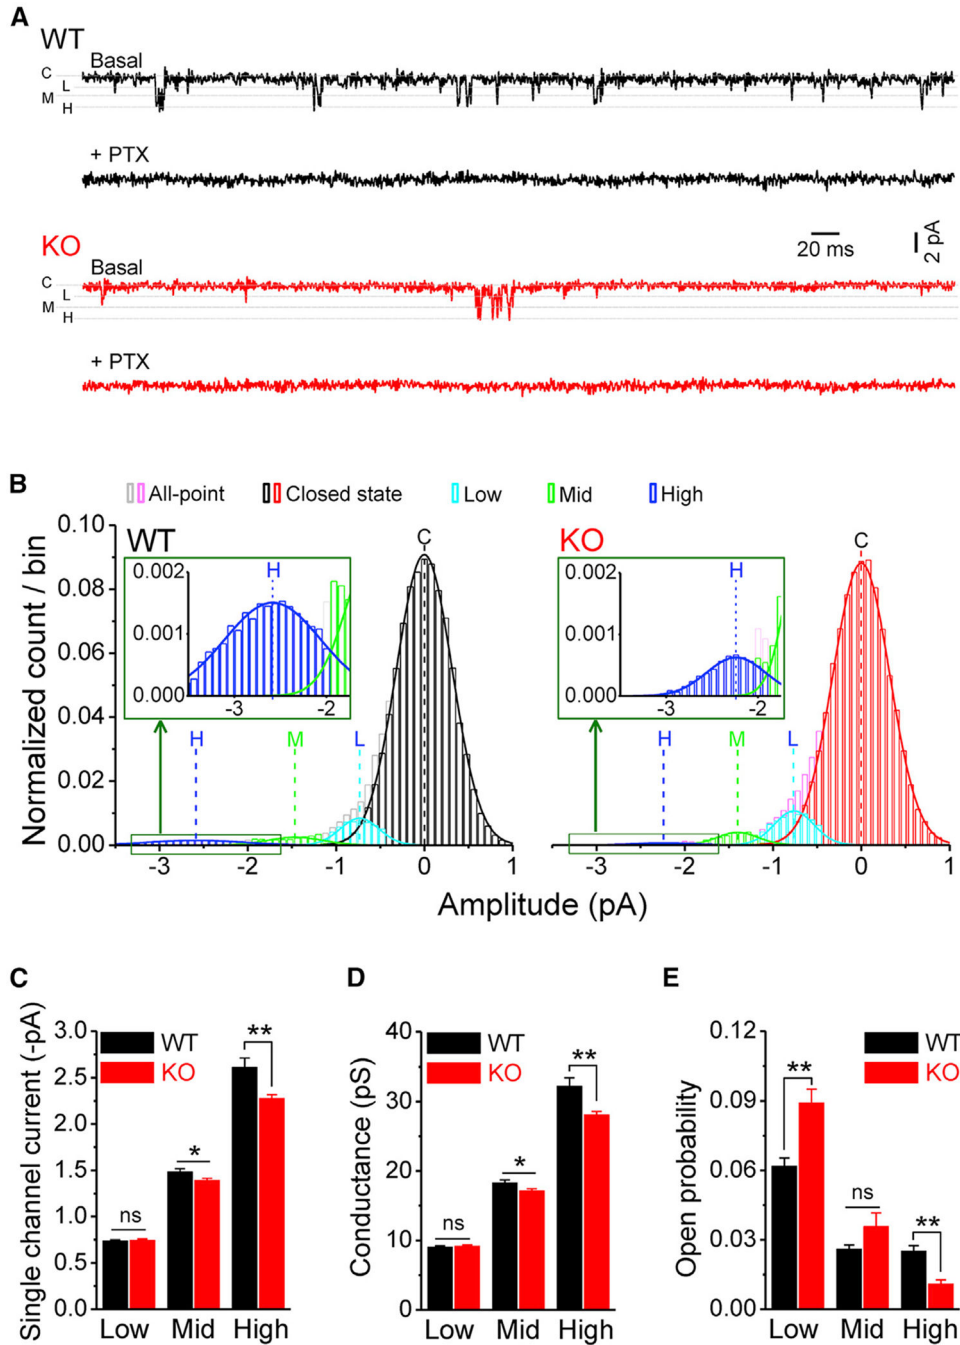 A
WT
Basal
C
L
M
H
+ PTX
KO
Basal
20 ms
2 pA
C
L
M
H
+ PTX
B
All-point Closed state Low Mid High
WT
KO
C
C
H
H
0.002
0.001
0.000
-3 -2
0.002
0.001
0.000
-3 -2
H M L
H M L
Normalized count / bin
0.10
0.08
0.06
0.04
0.02
0.00
-3 -2 -1 0 1
-3 -2 -1 0 1
Amplitude (pA)
C
Single channel current (-pA)
3.0
2.5
2.0
1.5
1.0
0.5
0.0
WT
KO
ns
*
**
Low Mid High
D
Conductance (pS)
40
30
20
10
0
WT
KO
ns
*
**
Low Mid High
E
Open probability
0.12
0.09
0.06
0.03
0.00
WT
KO
**
ns
**
Low Mid High